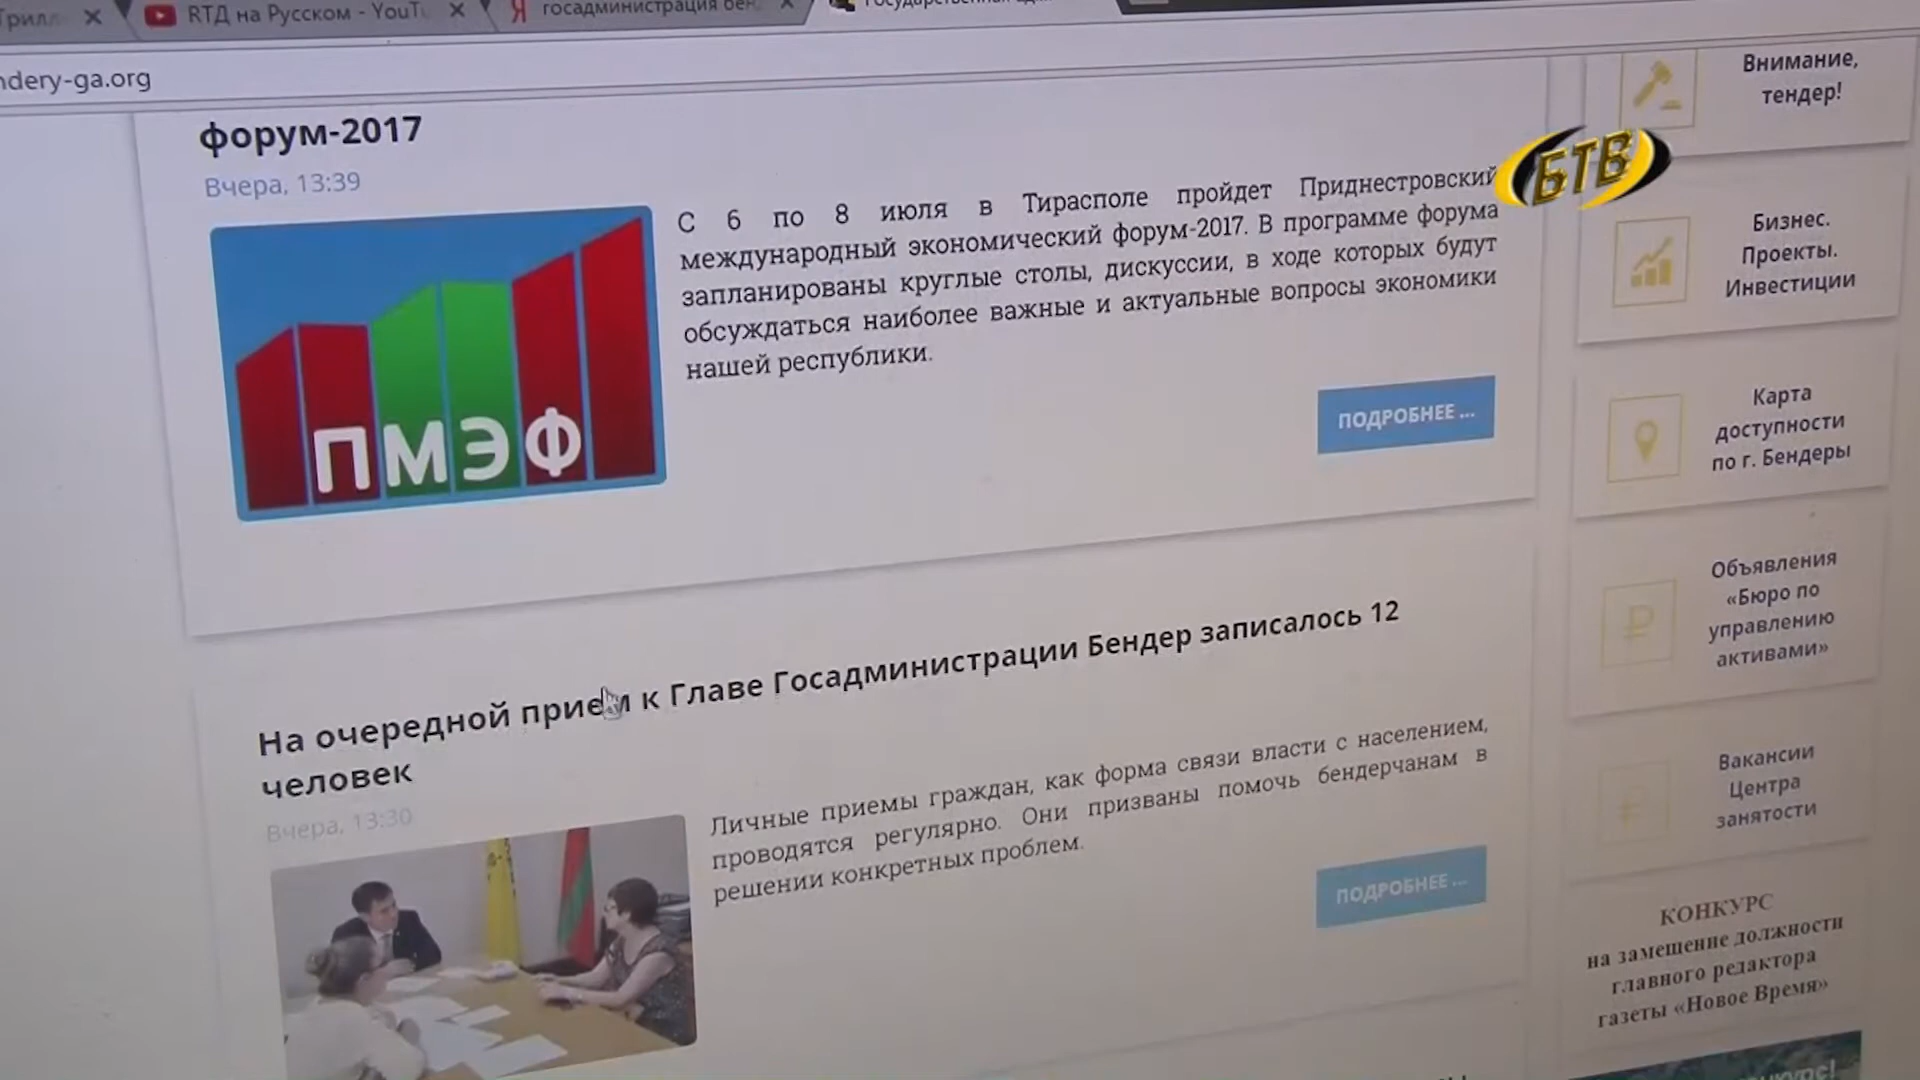 RTД на Русском - YouTu
госадминистрация бен
ndery-ga.org
форум-2017
Вчера, 13:39
ПМЭФ
С 6 по 8 июля в Тирасполе пройдет Приднестровский
международный экономический форум-2017. В программе форума
запланированы круглые столы, дискуссии, в ходе которых будут
обсуждаться наиболее важные и актуальные вопросы экономики
нашей республики.
ПОДРОБНЕЕ ...
На очередной прием к Главе Госадминистрации Бендер записалось 12
человек
Вчера, 13:30
Личные приемы граждан, как форма связи власти с населением,
проводятся регулярно. Они призваны помочь бендерчанам в
решении конкретных проблем.
ПОДРОБНЕЕ ...
БТВ
Внимание,
тендер!
Бизнес.
Проекты.
Инвестиции
Карта
доступности
по г. Бендеры
Объявления
«Бюро по
управлению
активами»
Вакансии
Центра
занятости
КОНКУРС
на замещение должности
главного редактора
газеты «Новое Время»